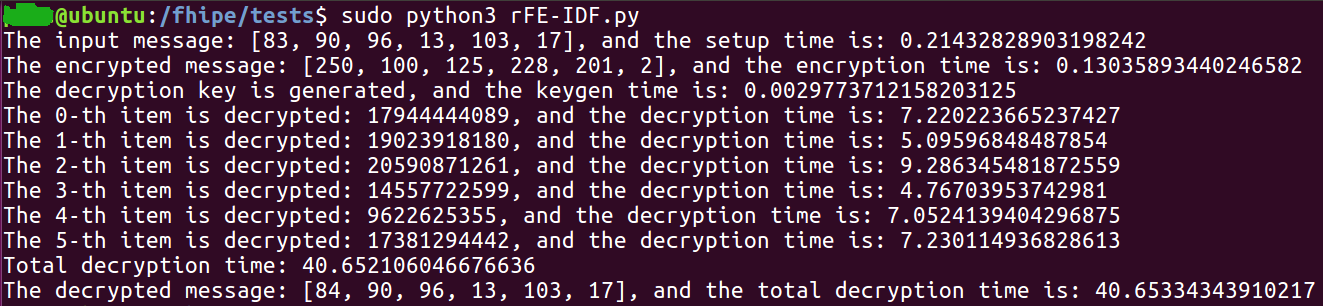 @ubuntu:/fhipe/tests$ sudo python3 rFE-IDF.py
The input message: [83, 90, 96, 13, 103, 17], and the setup time is: 0.21432828903198242
The encrypted message: [250, 100, 125, 228, 201, 2], and the encryption time is: 0.13035893440246582
The decryption key is generated, and the keygen time is: 0.0029773712158203125
The 0-th item is decrypted: 17944444089, and the decryption time is: 7.220223665237427
The 1-th item is decrypted: 19023918180, and the decryption time is: 5.09596848487854
The 2-th item is decrypted: 20590871261, and the decryption time is: 9.286345481872559
The 3-th item is decrypted: 14557722599, and the decryption time is: 4.76703953742981
The 4-th item is decrypted: 9622625355, and the decryption time is: 7.0524139404296875
The 5-th item is decrypted: 17381294442, and the decryption time is: 7.230114936828613
Total decryption time: 40.652106046676636
The decrypted message: [84, 90, 96, 13, 103, 17], and the total decryption time is: 40.65334343910217